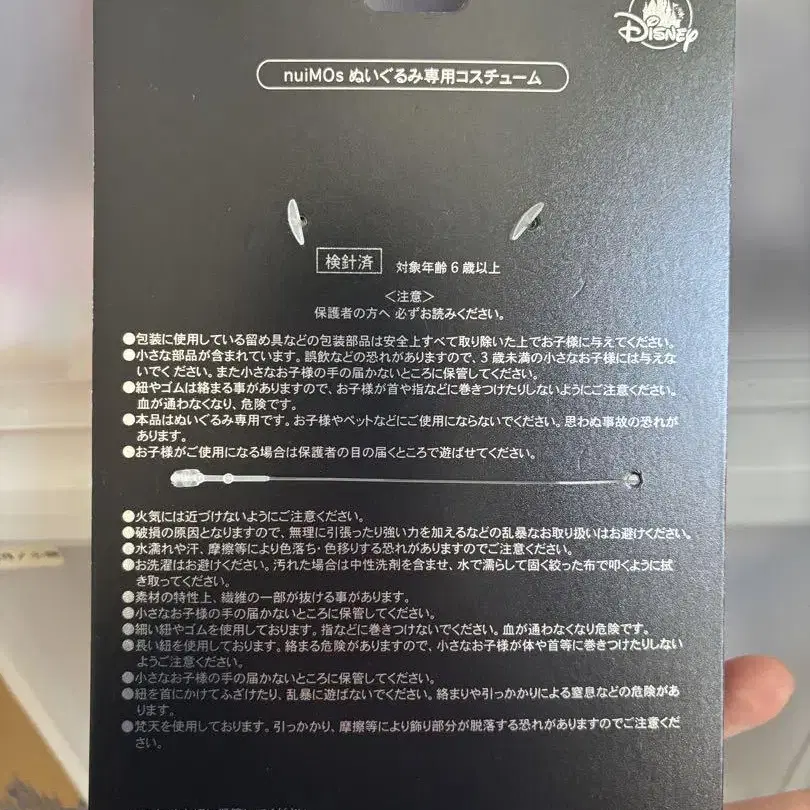 Disney
nuiMOs ぬいぐるみ専用コスチューム
検針済 対象年齢6歳以上
＜注意＞
保護者の方へ 必ずお読みください。
●包装に使用している留め具などの包装部品は安全上すべて取り除いた上でお子様に与えてください。
●小さな部品が含まれています。誤飲などの恐れがありますので、3歳未満の小さなお子様には与えな
いでください。また小さなお子様の手の届かないところに保管してください。
●紐やゴムは絡まる事がありますので、お子様が首や指などに巻きつけたりしないようにご注意ください。
血が通わなくなり、危険です。
●本品はぬいぐるみ専用です。お子様やペットなどにご使用にならないでください。思わぬ事故の恐れが
あります。
●お子様がご使用になる場合は保護者の目の届くところで遊ばせてください。
●火気には近づけないようにご注意ください。
●破損の原因となりますので、無理に引張ったり強い力を加えるなどの乱暴なお取り扱いはお避けください。
●水濡れや汗、摩擦等により色落ち・色移りする恐れがありますのでご注意ください。
●お洗濯はお避けください。汚れた場合は中性洗剤を含ませ、水で濡らして固く絞った布で叩くように拭
き取ってください。
●素材の特性上、繊維の一部が抜ける事があります。
●小さなお子様の手の届かないところに保管してください。
●細い紐やゴムを使用しております。指などに巻きつけないでください。血が通わなくなり危険です。
●長い紐を使用しております。絡まる危険がありますので、小さなお子様が体や首等に巻きつけたりしない
ようご注意ください。
●小さなお子様の手の届かないところに保管してください。
●紐を首にかけてふざけたり、乱暴に遊ばないでください。絡まりや引っかかりによる窒息などの危険があ
ります。
●梵天を使用しております。引っかかり、摩擦等により飾り部分が脱落する恐れがありますのでご注意くだ
さい。